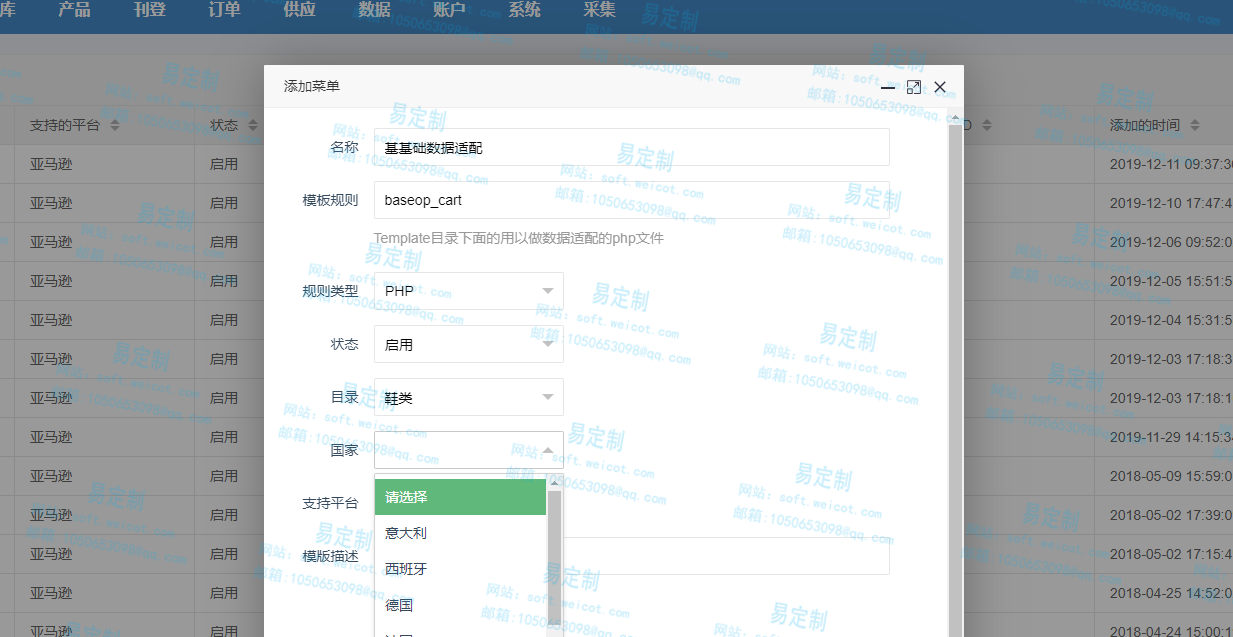 库 产品 刊登 订单 供应 数据 账户 系统 采集
添加菜单
支持的平台 状态 D 添加的时间
名称 基基础数据适配
亚马逊 启用 2019-12-11 09:37:3
模板规则 baseop_cart
亚马逊 启用 2019-12-10 17:47:4
Template目录下面的用以做数据适配的php文件
亚马逊 启用 2019-12-06 09:52:0
亚马逊 启用 2019-12-05 15:51:5
规则类型 PHP
亚马逊 启用 2019-12-04 15:31:5
状态 启用
亚马逊 启用 2019-12-03 17:18:3
目录 鞋类
亚马逊 启用 2019-12-03 17:18:1
亚马逊 启用 2019-11-29 14:15:3
国家
亚马逊 启用 2018-05-09 15:59:0
请选择
支持平台
亚马逊 启用 2018-05-02 17:39:0
意大利
亚马逊 启用 2018-05-02 17:15:4
模版描述
西班牙
亚马逊 启用 2018-04-25 14:52:0
德国
亚马逊 启用 2018-04-24 15:00:1
易定制
网站: soft.weicot.com
邮箱:1050653098@qq.com